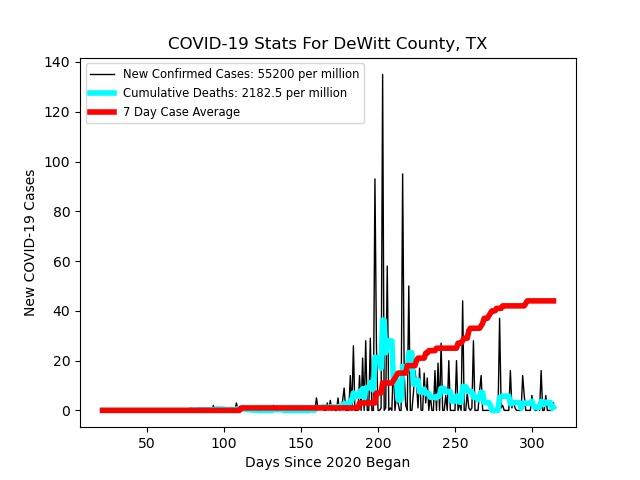 COVID-19 Stats For DeWitt County, TX
New Confirmed Cases: 55200 per million
Cumulative Deaths: 2182.5 per million
7 Day Case Average
New COVID-19 Cases
140
120
100
80
60
40
20
0
50 100 150 200 250 300
Days Since 2020 Began